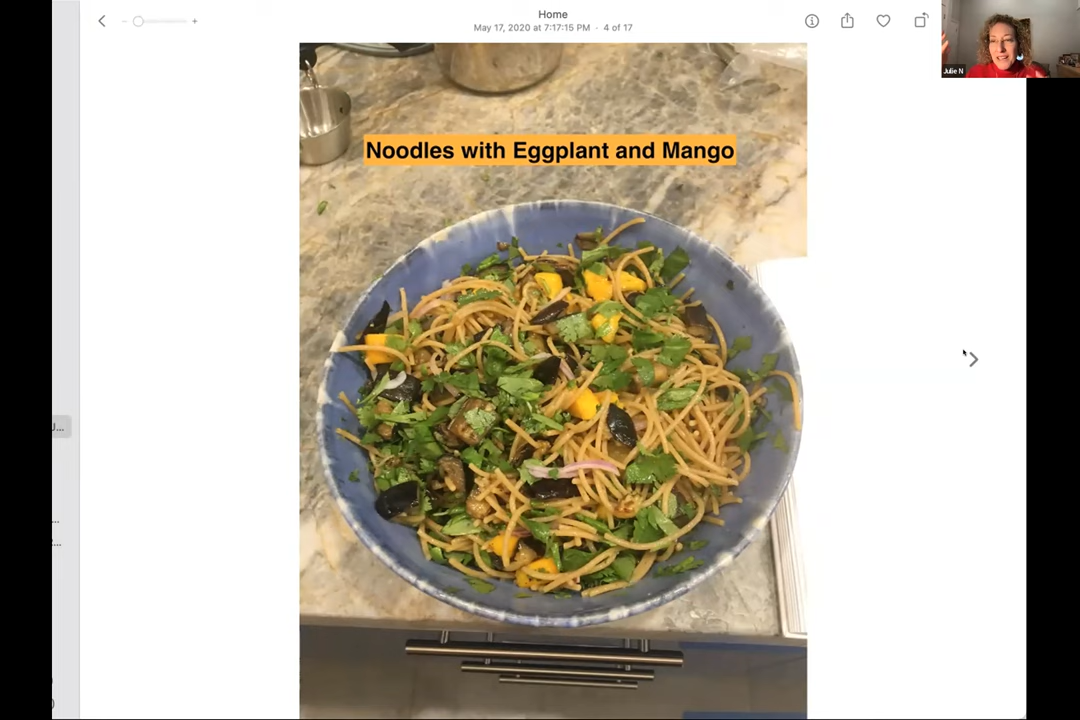 Home
May 17, 2020 at 7:17:15 PM · 4 of 17
Julie N
Noodles with Eggplant and Mango
J...